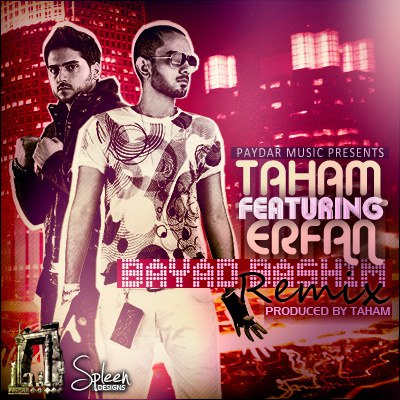 PAYDAR MUSIC PRESENTS
TAHAM
FEATURING
ERFAN
BAYAD BASHIM
Remix
PRODUCED BY TAHAM
Spleen
DESIGNS